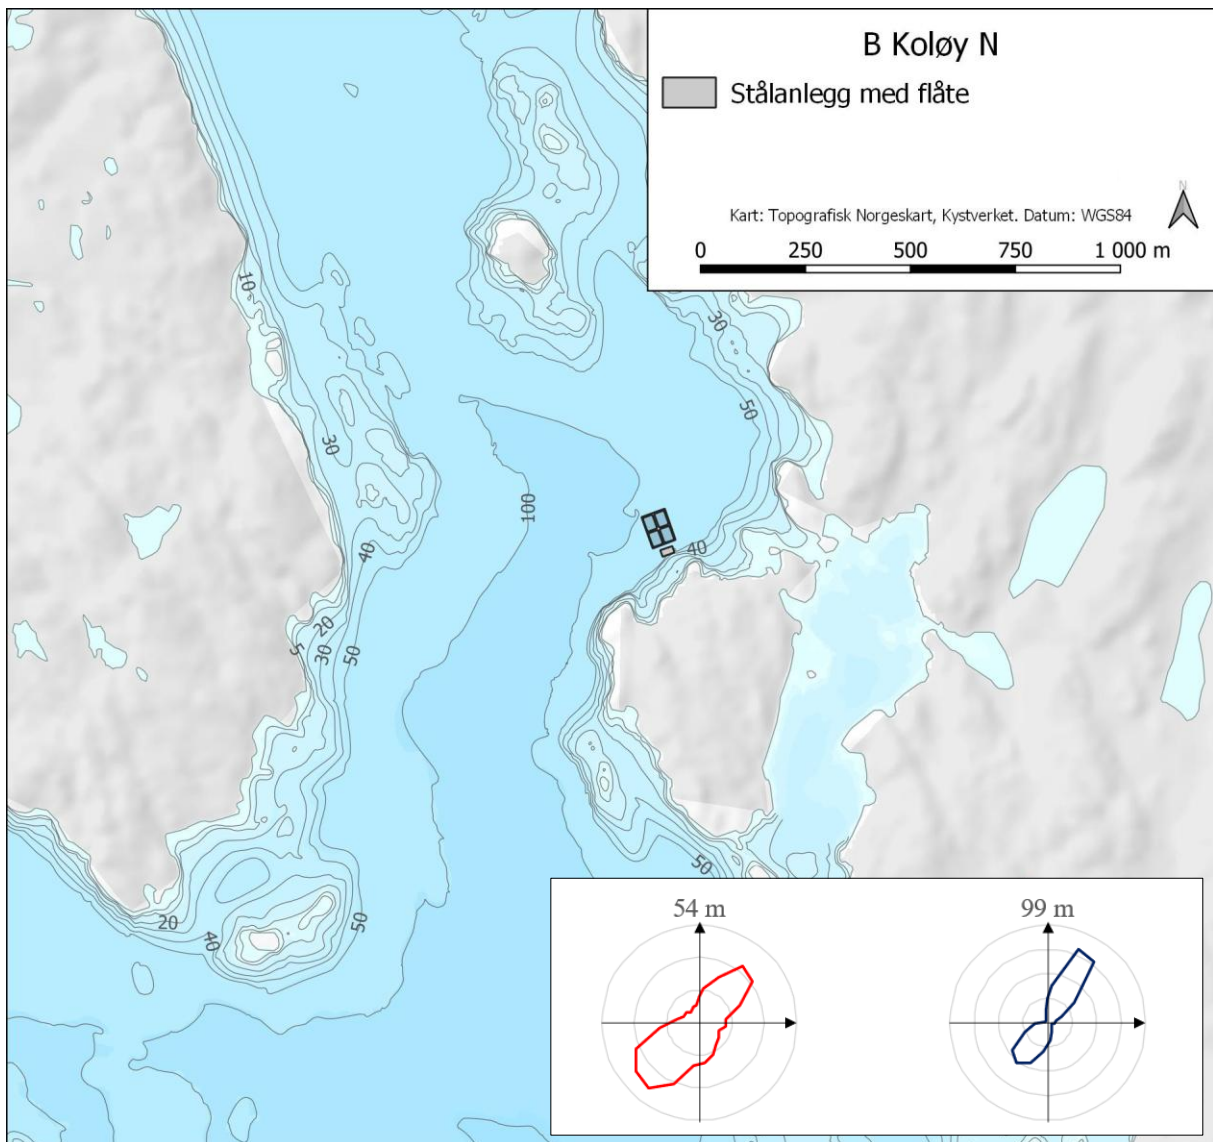 B Koløy N
Stålanlegg med flåte
N
Kart: Topografisk Norgeskart, Kystverket. Datum: WGS84
0 250 500 750 1 000 m
10
30
50
30
100
40
40
20
5
30
50
50
20
40
50
54 m
99 m